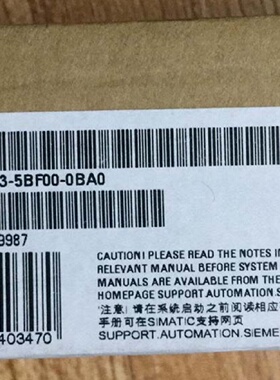 3-5BF00-0BA0
9987
CAUTION! PLEASE READ THE NOTES IN
RELEVANT MANUAL BEFORE SYSTEM
MANUALS ARE AVAILABLE FROM THE
HOMEPAGE SUPPORT.AUTOMATION.S
注意! 请在系统启动之前阅读相应
手册可在SIMATIC支持网页
SUPPORT.AUTOMATION.SIEME
403470